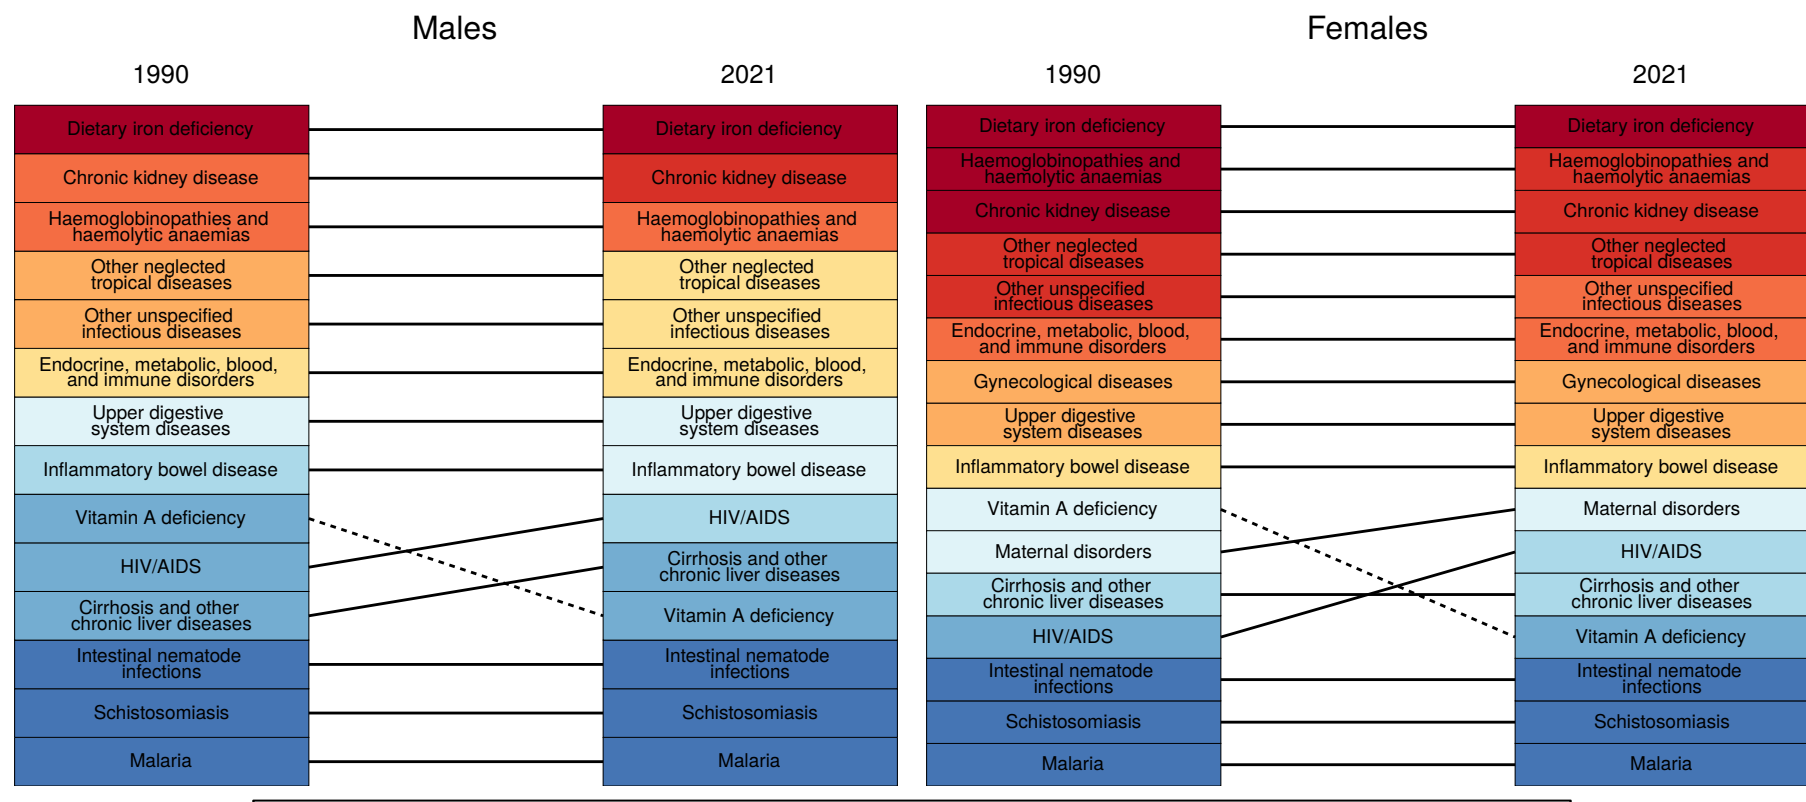 Males
1990
2021
Dietary iron deficiency
Chronic kidney disease
Haemoglobinopathies and
haemolytic anaemias
Other neglected
tropical diseases
Other unspecified
infectious diseases
Endocrine, metabolic, blood,
and immune disorders
Upper digestive
system diseases
Inflammatory bowel disease
Vitamin A deficiency
HIV/AIDS
Cirrhosis and other
chronic liver diseases
Intestinal nematode
infections
Schistosomiasis
Malaria
Dietary iron deficiency
Chronic kidney disease
Haemoglobinopathies and
haemolytic anaemias
Other neglected
tropical diseases
Other unspecified
infectious diseases
Endocrine, metabolic, blood,
and immune disorders
Upper digestive
system diseases
Inflammatory bowel disease
HIV/AIDS
Cirrhosis and other
chronic liver diseases
Vitamin A deficiency
Intestinal nematode
infections
Schistosomiasis
Malaria
Females
1990
2021
Dietary iron deficiency
Haemoglobinopathies and
haemolytic anaemias
Chronic kidney disease
Other neglected
tropical diseases
Other unspecified
infectious diseases
Endocrine, metabolic, blood,
and immune disorders
Gynecological diseases
Upper digestive
system diseases
Inflammatory bowel disease
Vitamin A deficiency
Maternal disorders
Cirrhosis and other
chronic liver diseases
HIV/AIDS
Intestinal nematode
infections
Schistosomiasis
Malaria
Dietary iron deficiency
Haemoglobinopathies and
haemolytic anaemias
Chronic kidney disease
Other neglected
tropical diseases
Other unspecified
infectious diseases
Endocrine, metabolic, blood,
and immune disorders
Gynecological diseases
Upper digestive
system diseases
Inflammatory bowel disease
Maternal disorders
HIV/AIDS
Cirrhosis and other
chronic liver diseases
Vitamin A deficiency
Intestinal nematode
infections
Schistosomiasis
Malaria